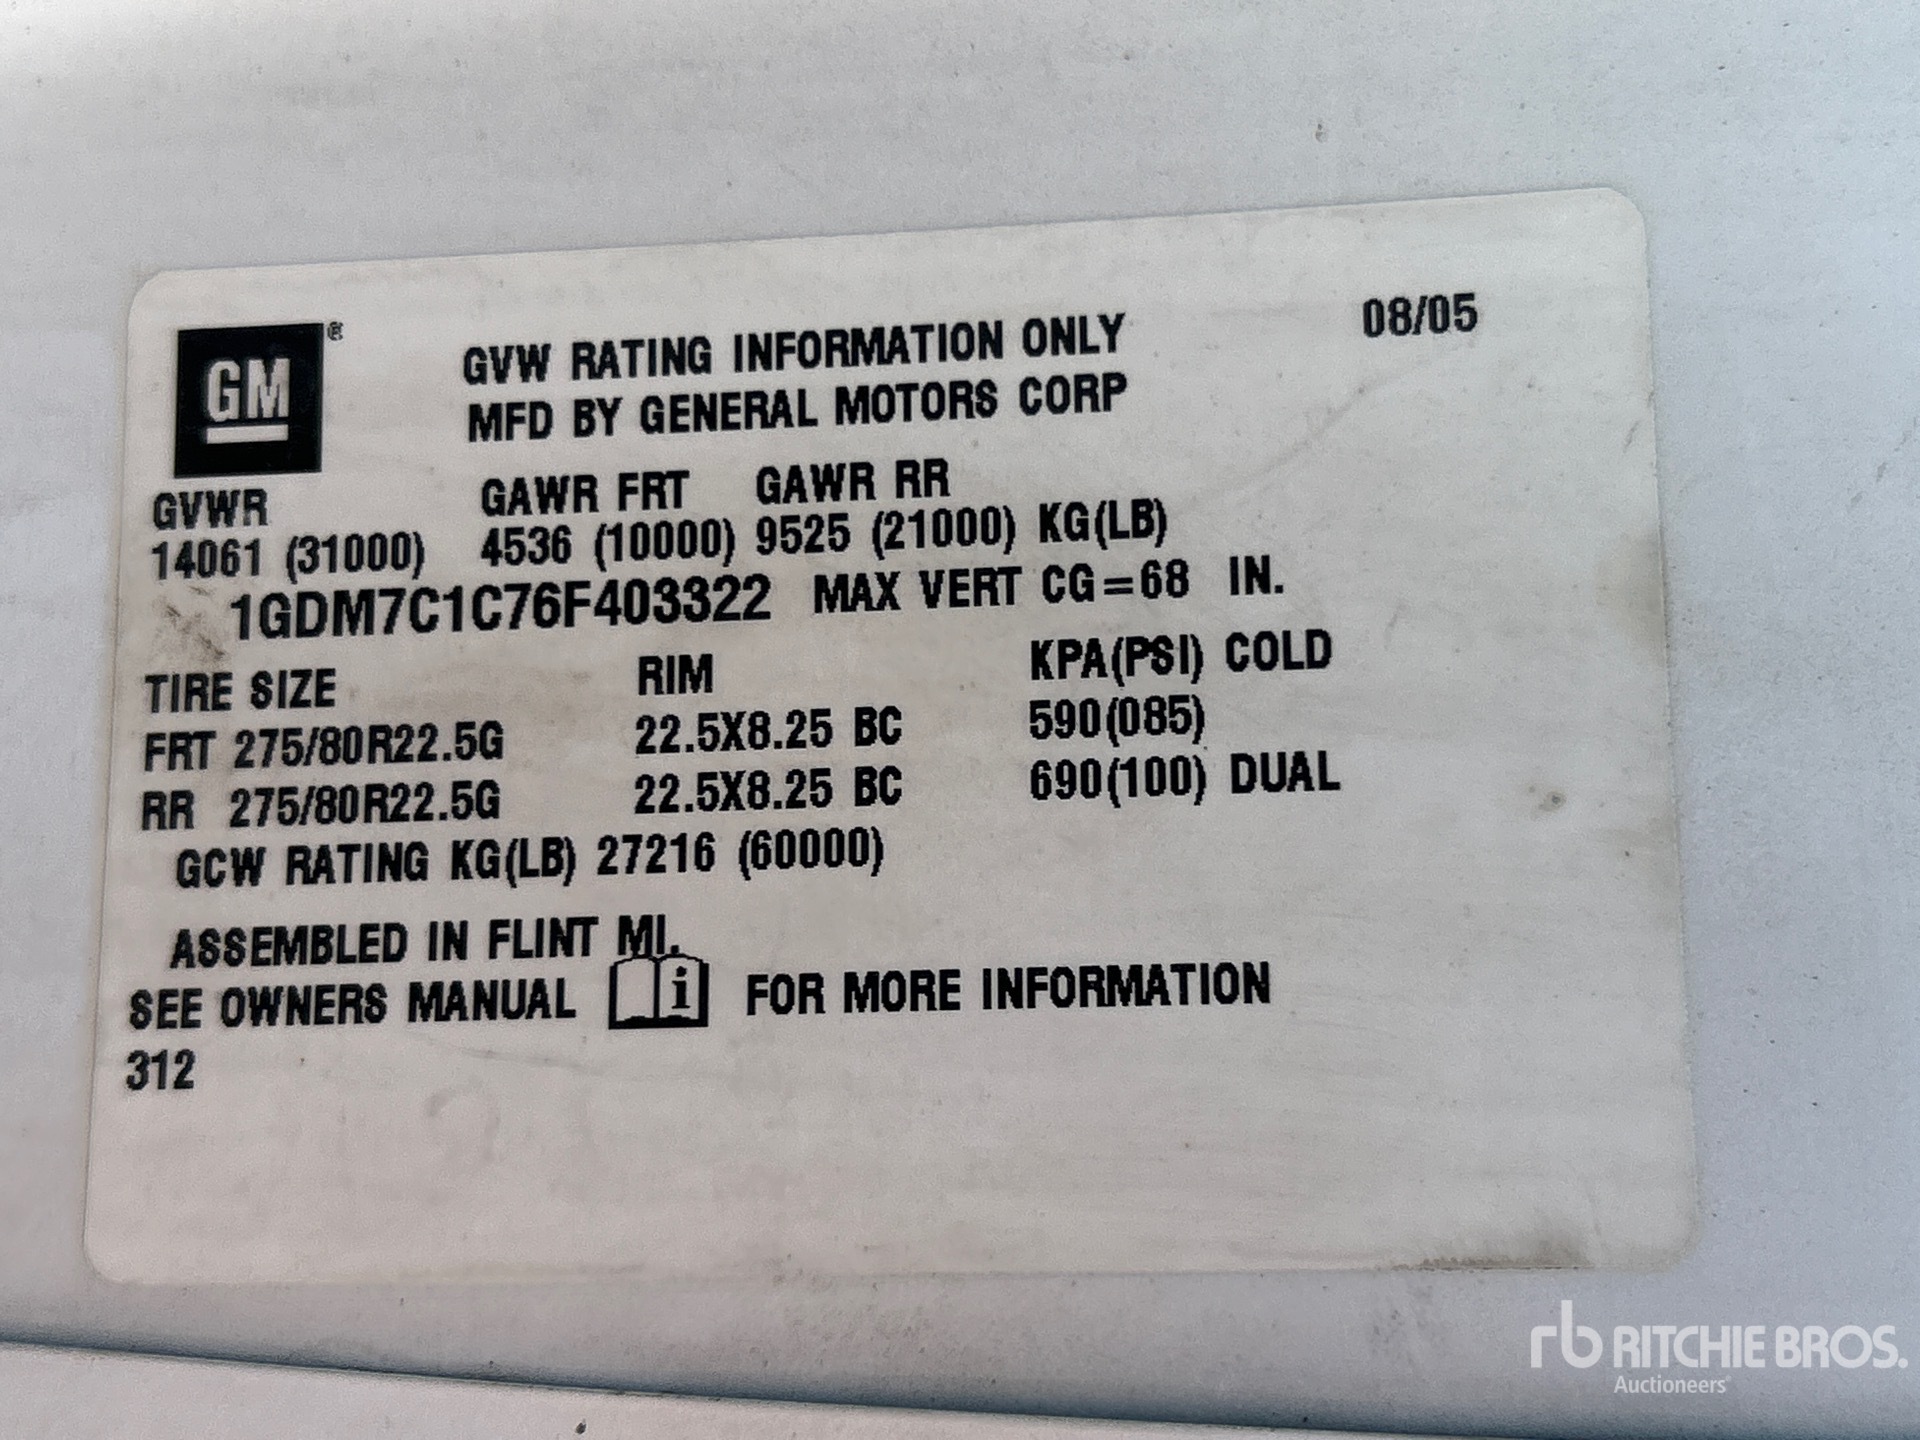 GM®
GVW RATING INFORMATION ONLY 08/05
MFD BY GENERAL MOTORS CORP
GVWR GAWR FRT GAWR RR
14061 (31000) 4536 (10000) 9525 (21000) KG(LB)
1GDM7C1C76F403322 MAX VERT CG=68 IN.
TIRE SIZE RIM KPA(PSI) COLD
FRT 275/80R22.5G 22.5X8.25 BC 590(085)
RR 275/80R22.5G 22.5X8.25 BC 690(100) DUAL
GCW RATING KG(LB) 27216 (60000)
ASSEMBLED IN FLINT MI.
SEE OWNERS MANUAL i FOR MORE INFORMATION
312
rb RITCHIE BROS.
Auctioneers